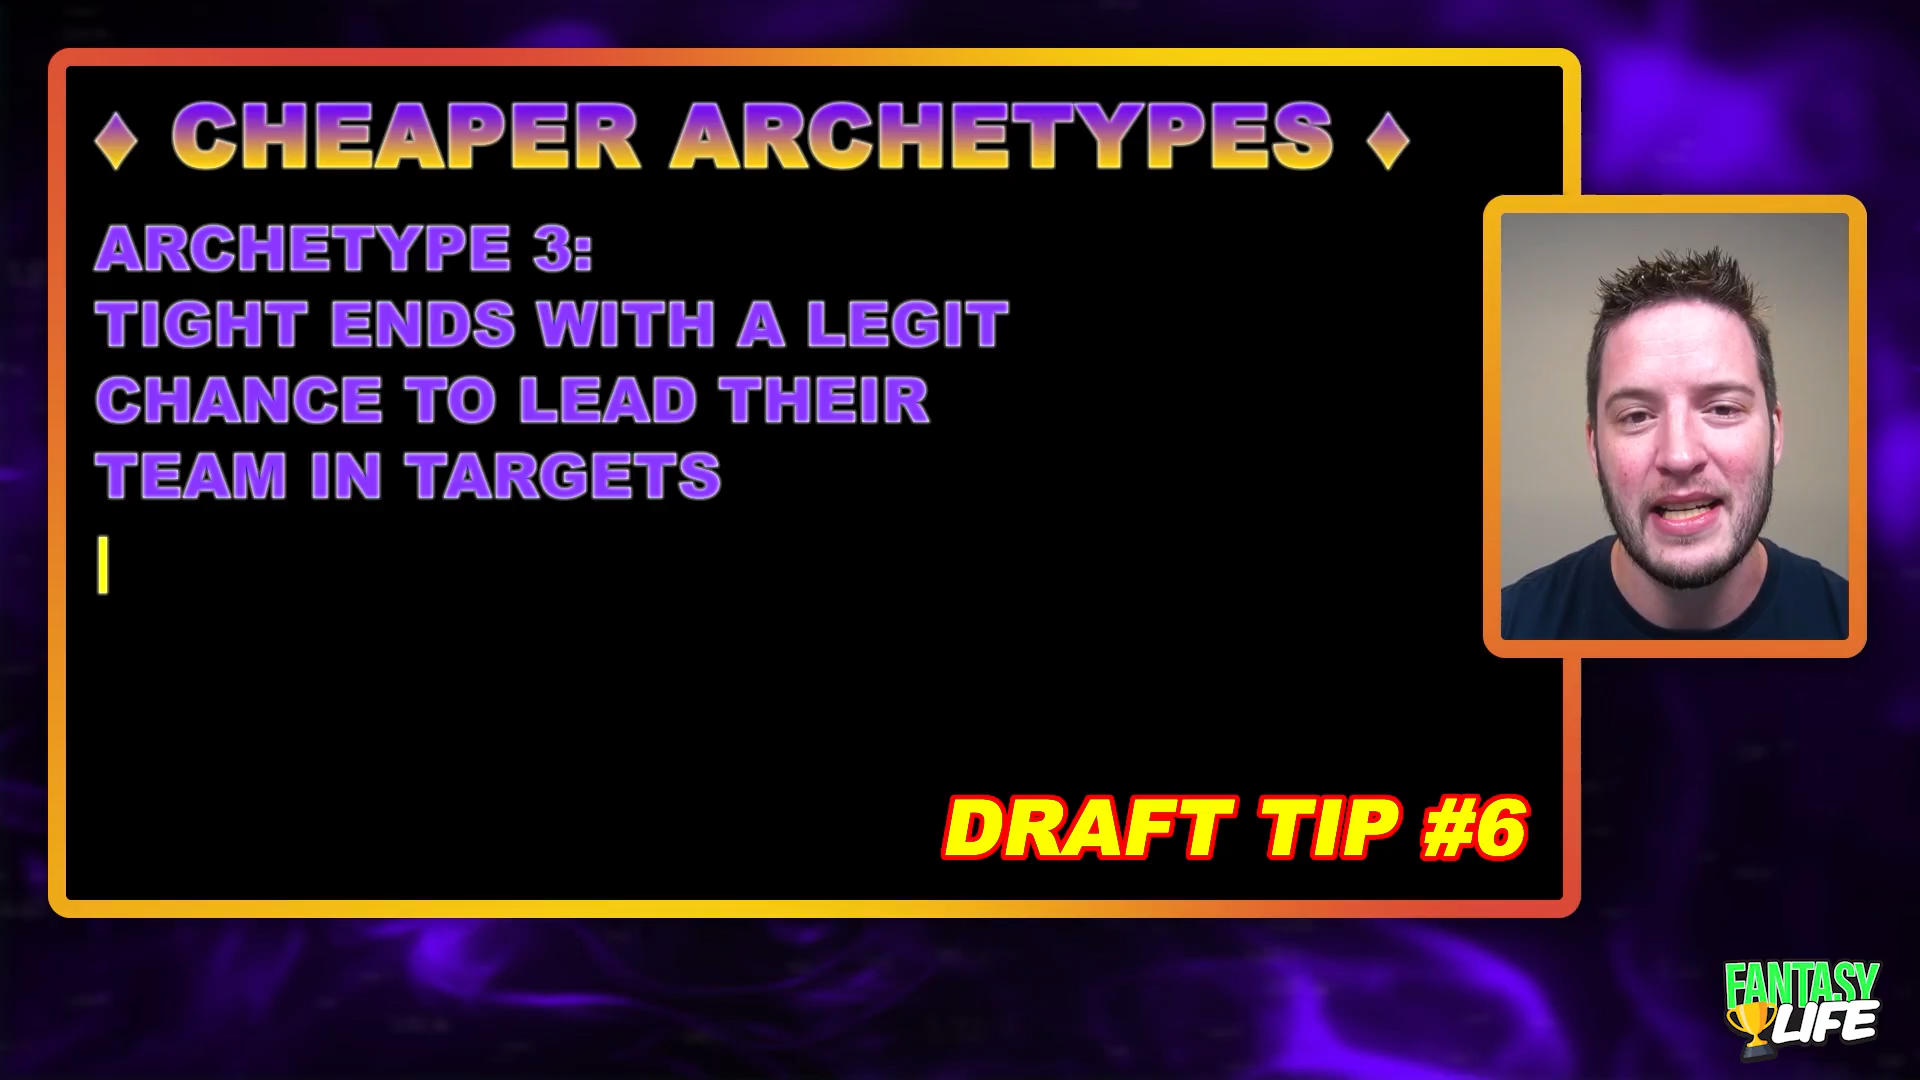 ♦ CHEAPER ARCHETYPES ♦
ARCHETYPE 3:
TIGHT ENDS WITH A LEGIT
CHANCE TO LEAD THEIR
TEAM IN TARGETS
DRAFT TIP #6
FANTASY
LIFE